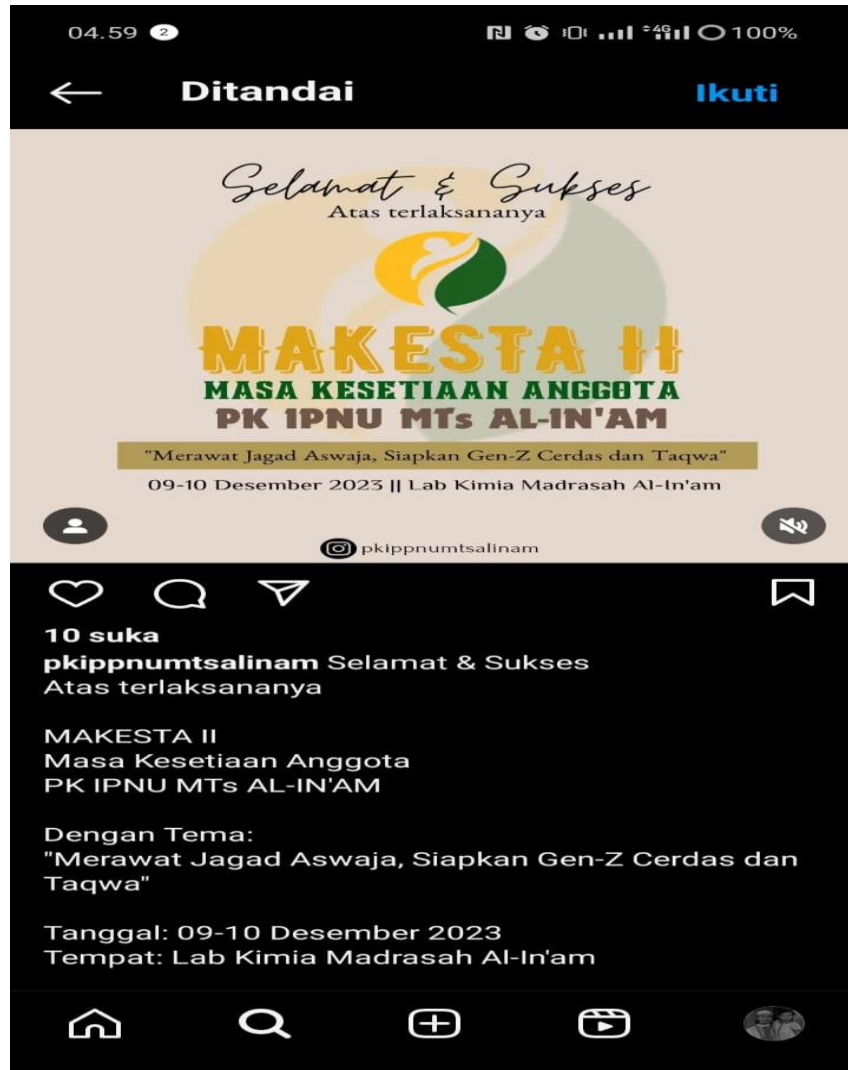 04.59 2 4G 100%
Ditandai Ikuti
Selamat & Sukses
Atas terlaksananya
MAKESTA II
MASA KESETIAAN ANGGOTA
PK IPNU MTs AL-IN'AM
"Merawat Jagad Aswaja, Siapkan Gen-Z Cerdas dan Taqwa"
09-10 Desember 2023 || Lab Kimia Madrasah Al-In'am
pkippnumtsalinam
10 suka
pkippnumtsalinam Selamat & Sukses
Atas terlaksananya
MAKESTA II
Masa Kesetiaan Anggota
PK IPNU MTs AL-IN'AM
Dengan Tema:
"Merawat Jagad Aswaja, Siapkan Gen-Z Cerdas dan
Taqwa"
Tanggal: 09-10 Desember 2023
Tempat: Lab Kimia Madrasah Al-In'am